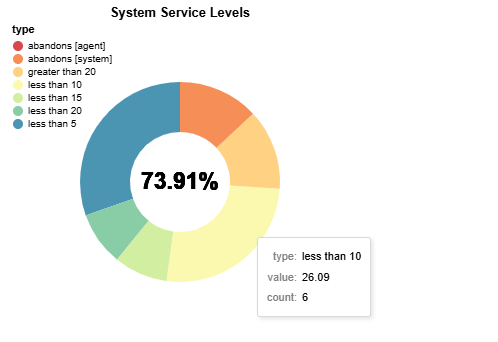 System Service Levels
type
abandons [agent]
abandons [system]
greater than 20
less than 10
less than 15
less than 20
less than 5
73.91%
type: less than 10
value: 26.09
count: 6